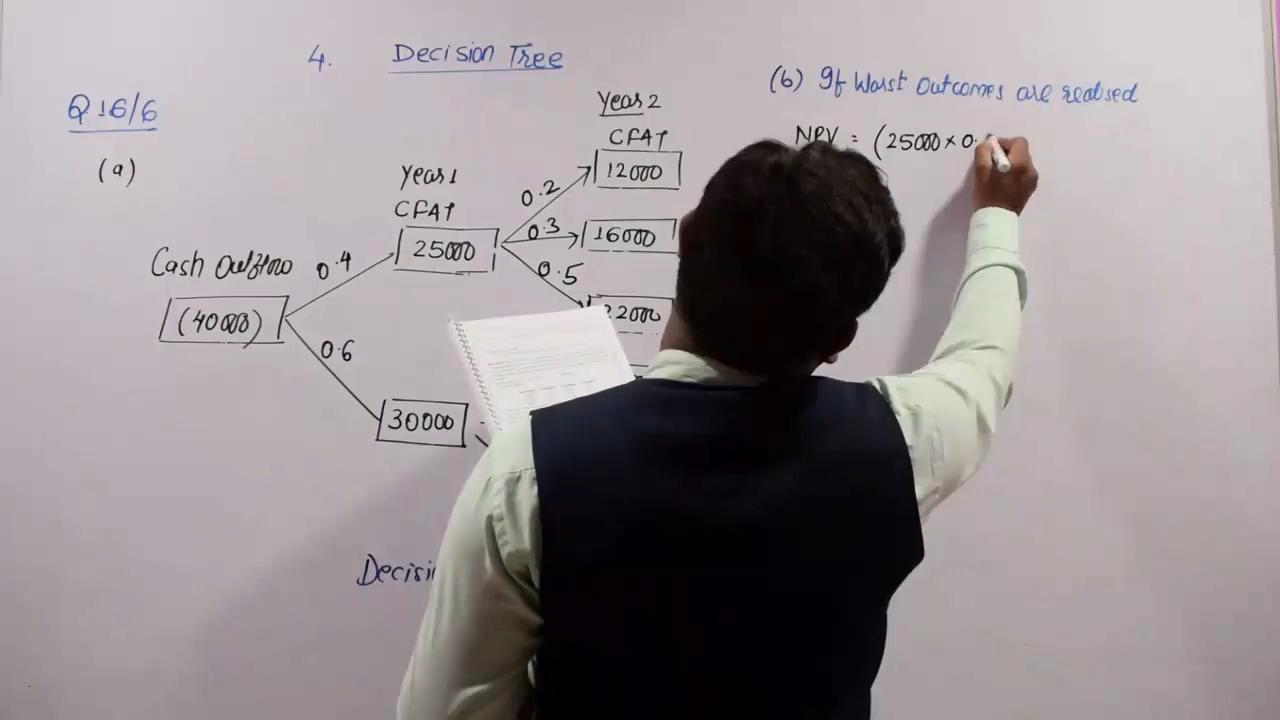 4. Decision Tree
Q 16/6
(a)
Cash Outflow
(40000)
0.4
0.6
Year 1
CFAT
25000
30000
0.2
0.3
0.5
Year 2
CFAT
12000
16000
22000
Decisi
(b) If Worst Outcomes are realised
NPV = (25000 × 0.